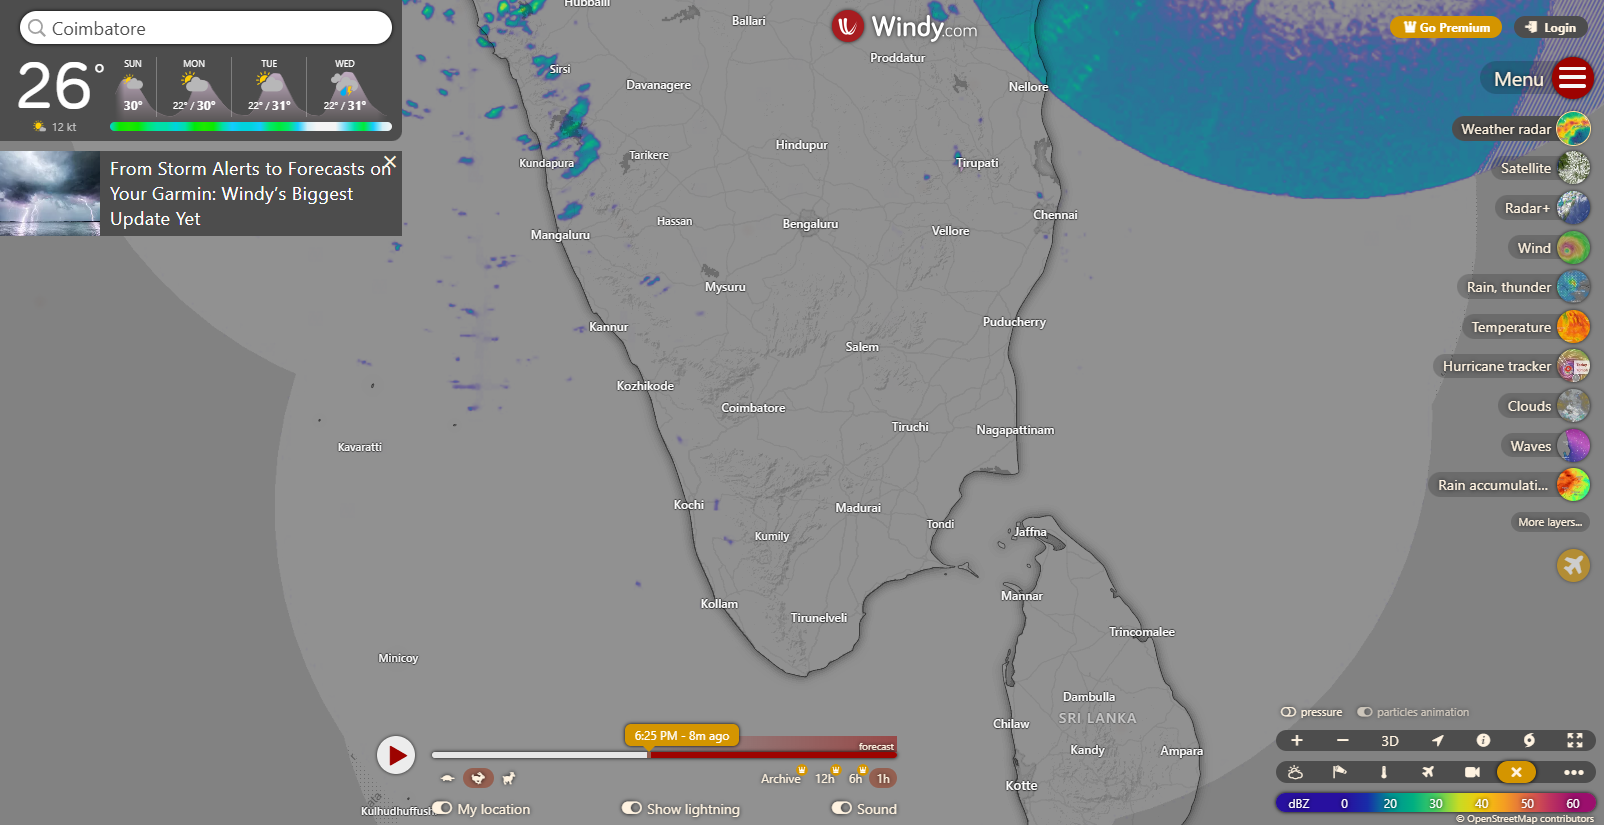 Coimbatore
26°
12 kt
SUN
MON
TUE
WED
30°
22° / 30°
22° / 31°
22° / 31°
From Storm Alerts to Forecasts on
Your Garmin: Windy’s Biggest
Update Yet
Windy.com
Go Premium
Login
Menu
Weather radar
Satellite
Radar+
Wind
Rain, thunder
Temperature
Hurricane tracker
Clouds
Waves
Rain accumulati...
More layers...
Hubballi
Ballari
Proddatur
Sirsi
Davanagere
Nellore
Hindupur
Kundapura
Tarikere
Tirupati
Chennai
Hassan
Bengaluru
Vellore
Mangaluru
Mysuru
Puducherry
Kannur
Salem
Kozhikode
Coimbatore
Tiruchi
Nagapattinam
Kavaratti
Kochi
Madurai
Tondi
Jaffna
Kumily
Mannar
Kollam
Tirunelveli
Trincomalee
Minicoy
Dambulla
SRI LANKA
Chilaw
Kandy
Ampara
Kotte
Kulhudhuffush
6:25 PM - 8m ago
forecast
Archive
12h
6h
1h
My location
Show lightning
Sound
pressure
particles animation
+
−
3D
dBZ 0 20 30 40 50 60
© OpenStreetMap contributors